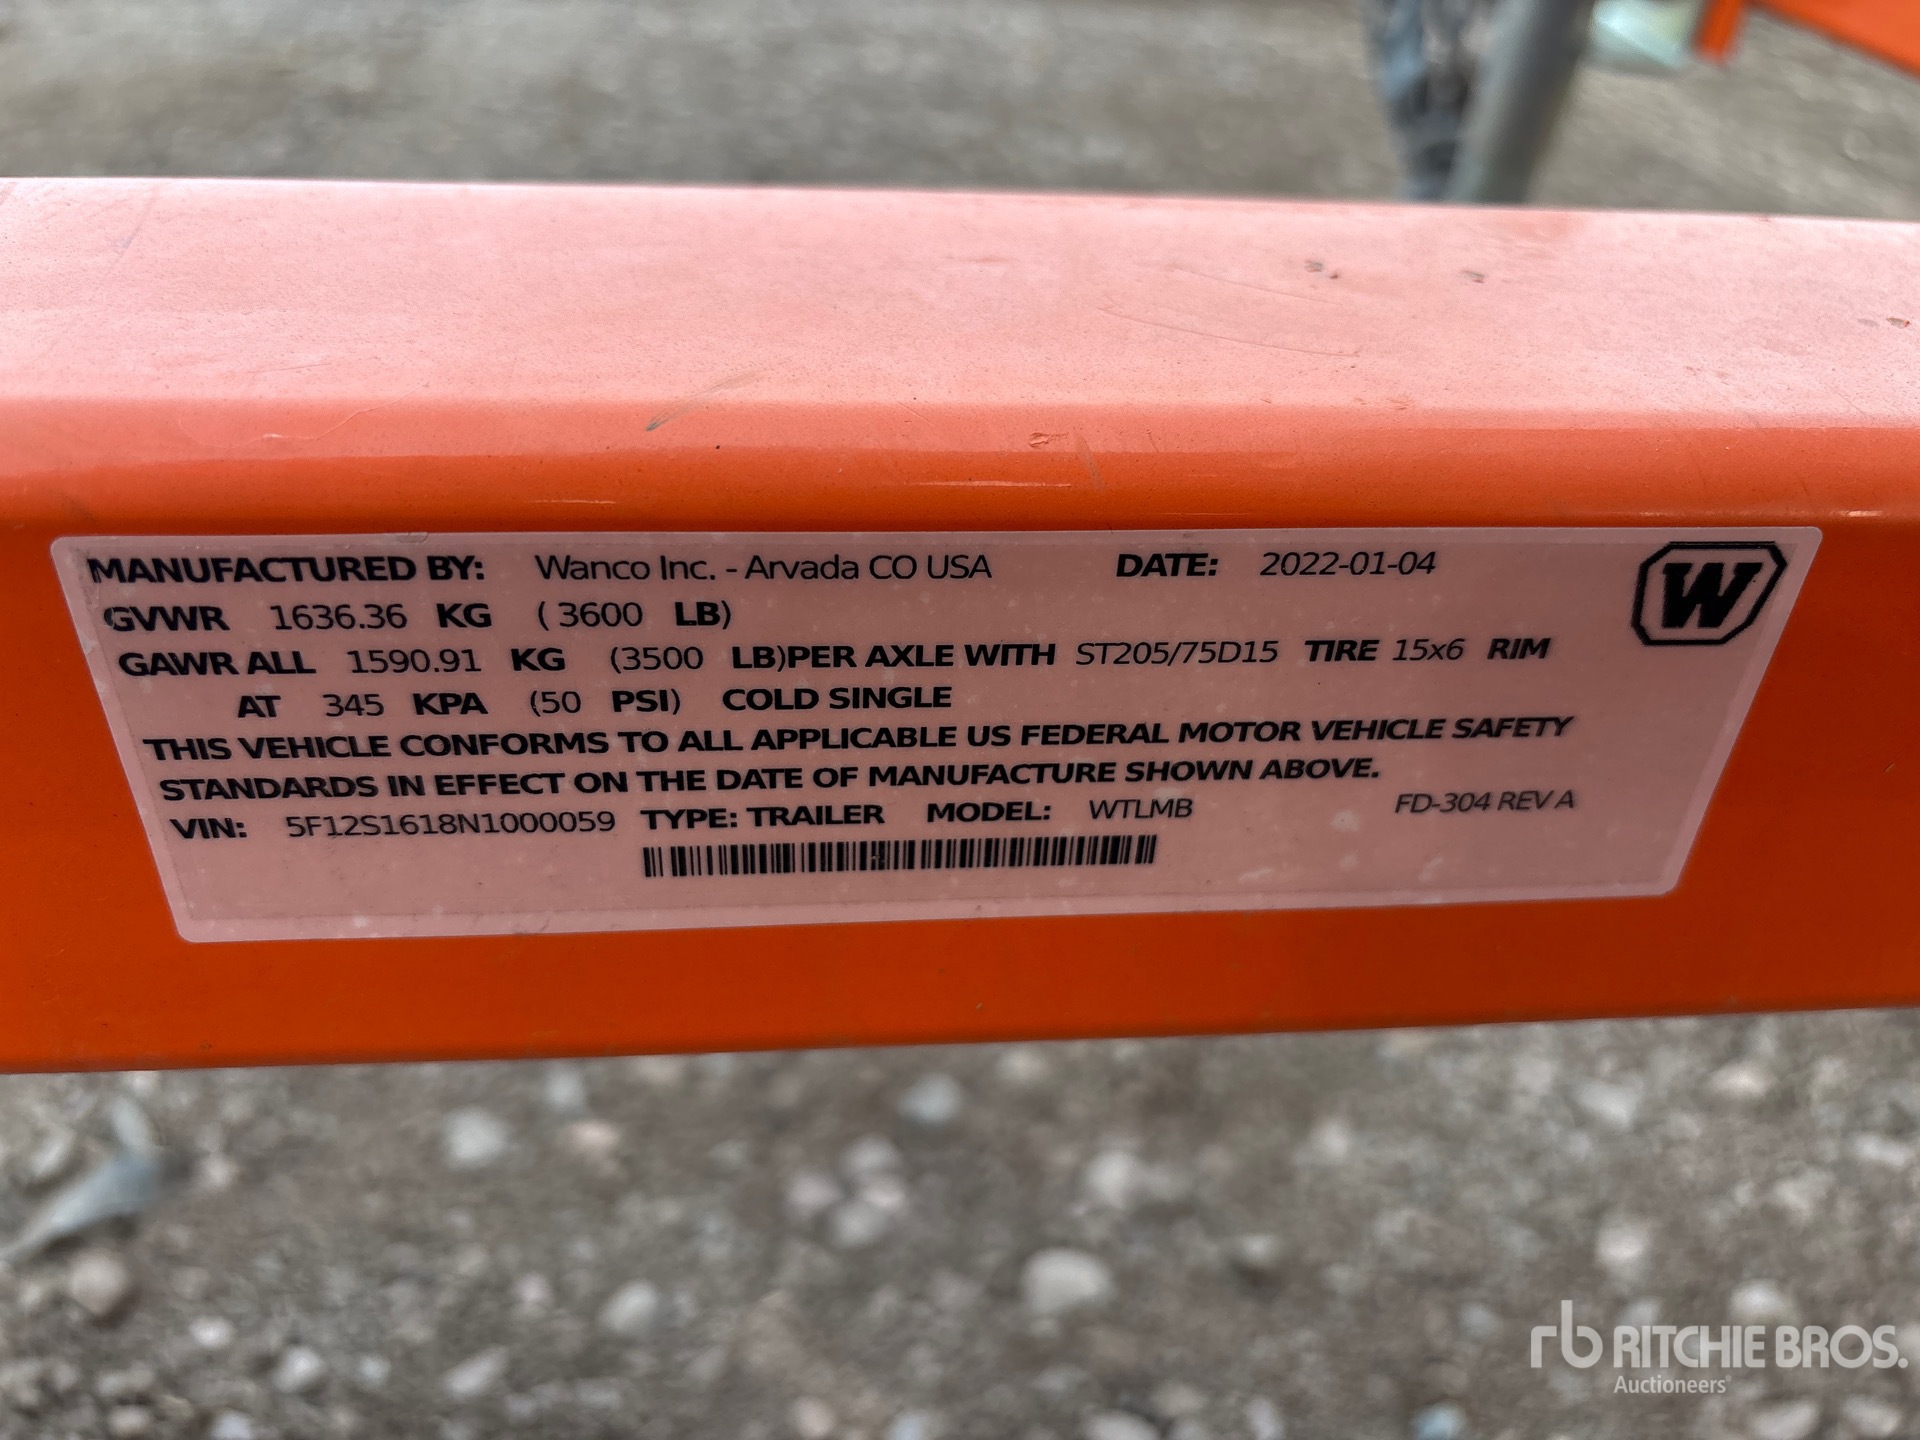 MANUFACTURED BY: Wanco Inc. - Arvada CO USA DATE: 2022-01-04
W
GVWR 1636.36 KG ( 3600 LB)
GAWR ALL 1590.91 KG (3500 LB)PER AXLE WITH ST205/75D15 TIRE 15x6 RIM
AT 345 KPA (50 PSI) COLD SINGLE
THIS VEHICLE CONFORMS TO ALL APPLICABLE US FEDERAL MOTOR VEHICLE SAFETY
STANDARDS IN EFFECT ON THE DATE OF MANUFACTURE SHOWN ABOVE.
VIN: 5F12S1618N1000059 TYPE: TRAILER MODEL: WTLMB FD-304 REV A
rb RITCHIE BROS.
Auctioneers